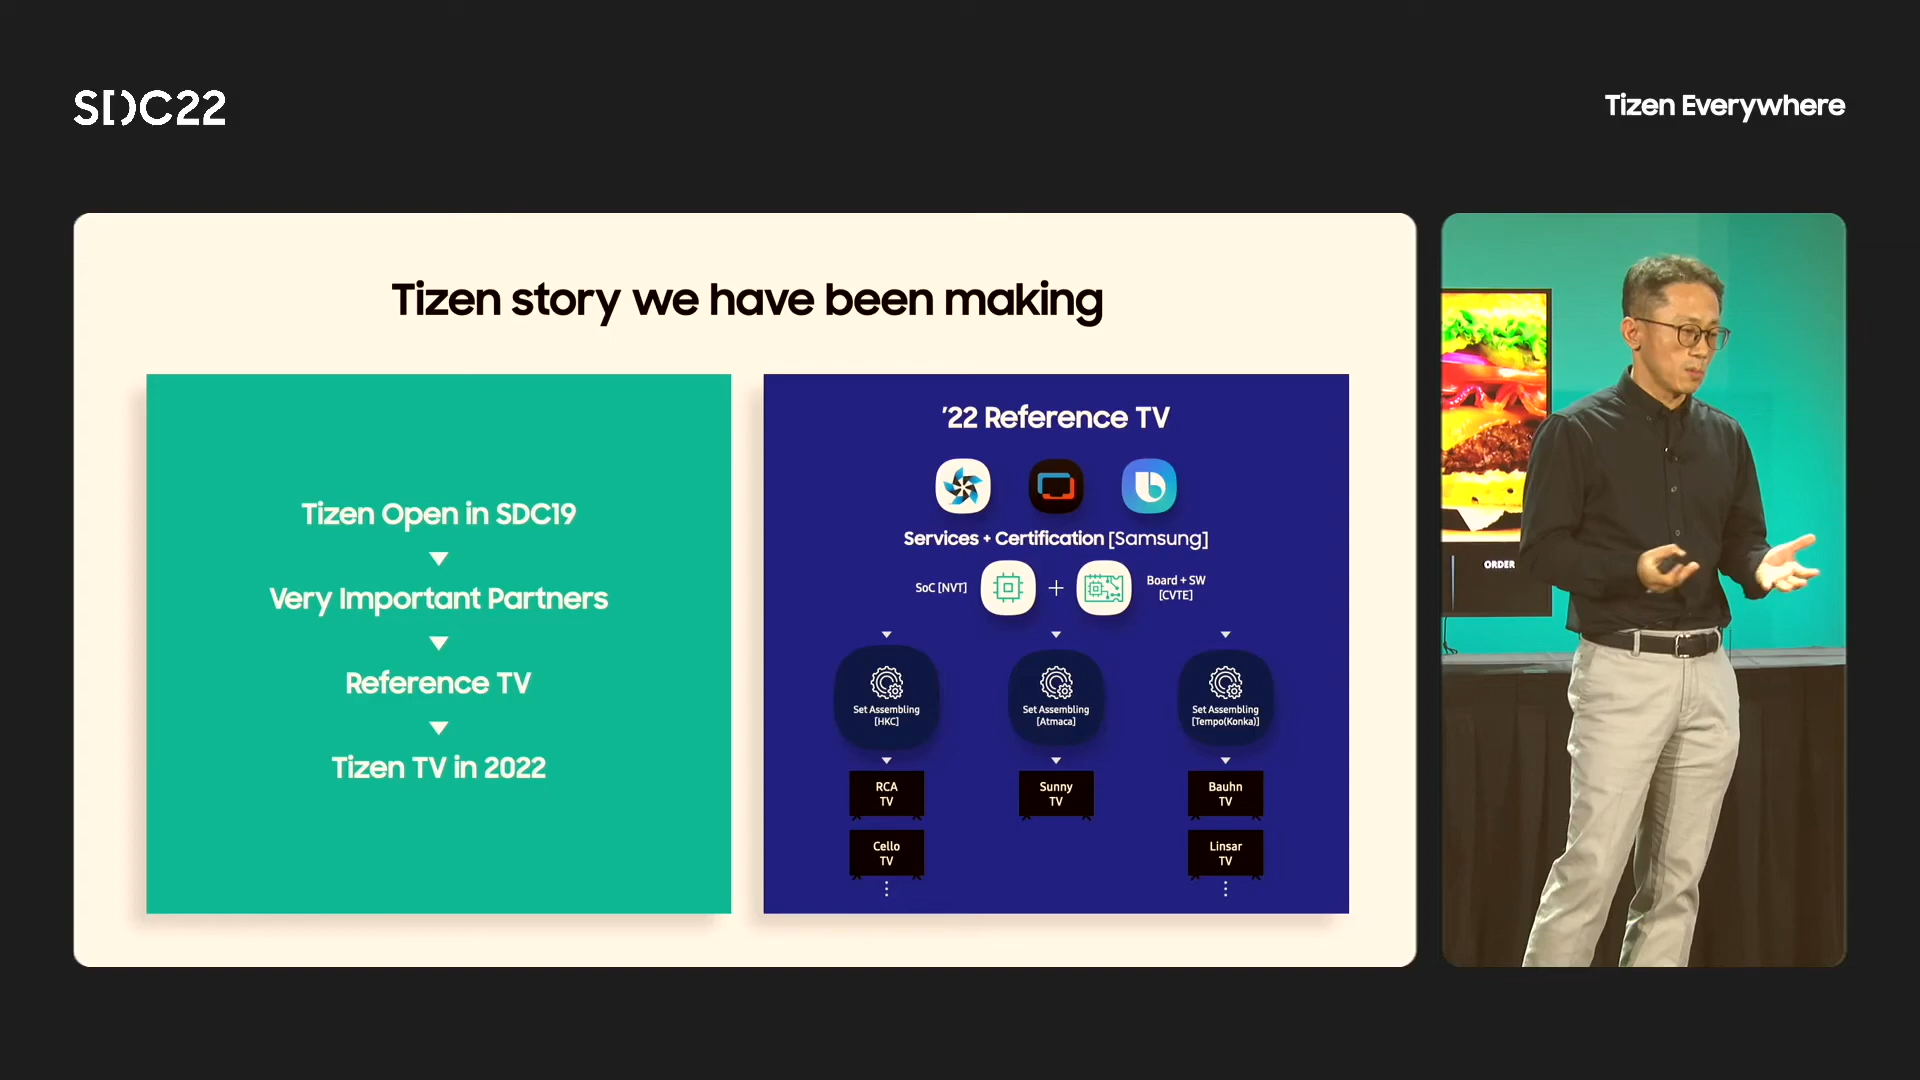 SDC22
Tizen Everywhere
Tizen story we have been making
Tizen Open in SDC19
Very Important Partners
Reference TV
Tizen TV in 2022
’22 Reference TV
Services + Certification [Samsung]
SoC [NVT]
+
Board + SW
[CVTE]
Set Assembling
[HKC]
Set Assembling
[Atmaca]
Set Assembling
[Tempo(Konka)]
RCA
TV
Sunny
TV
Bauhn
TV
Cello
TV
Linsar
TV
ORDER